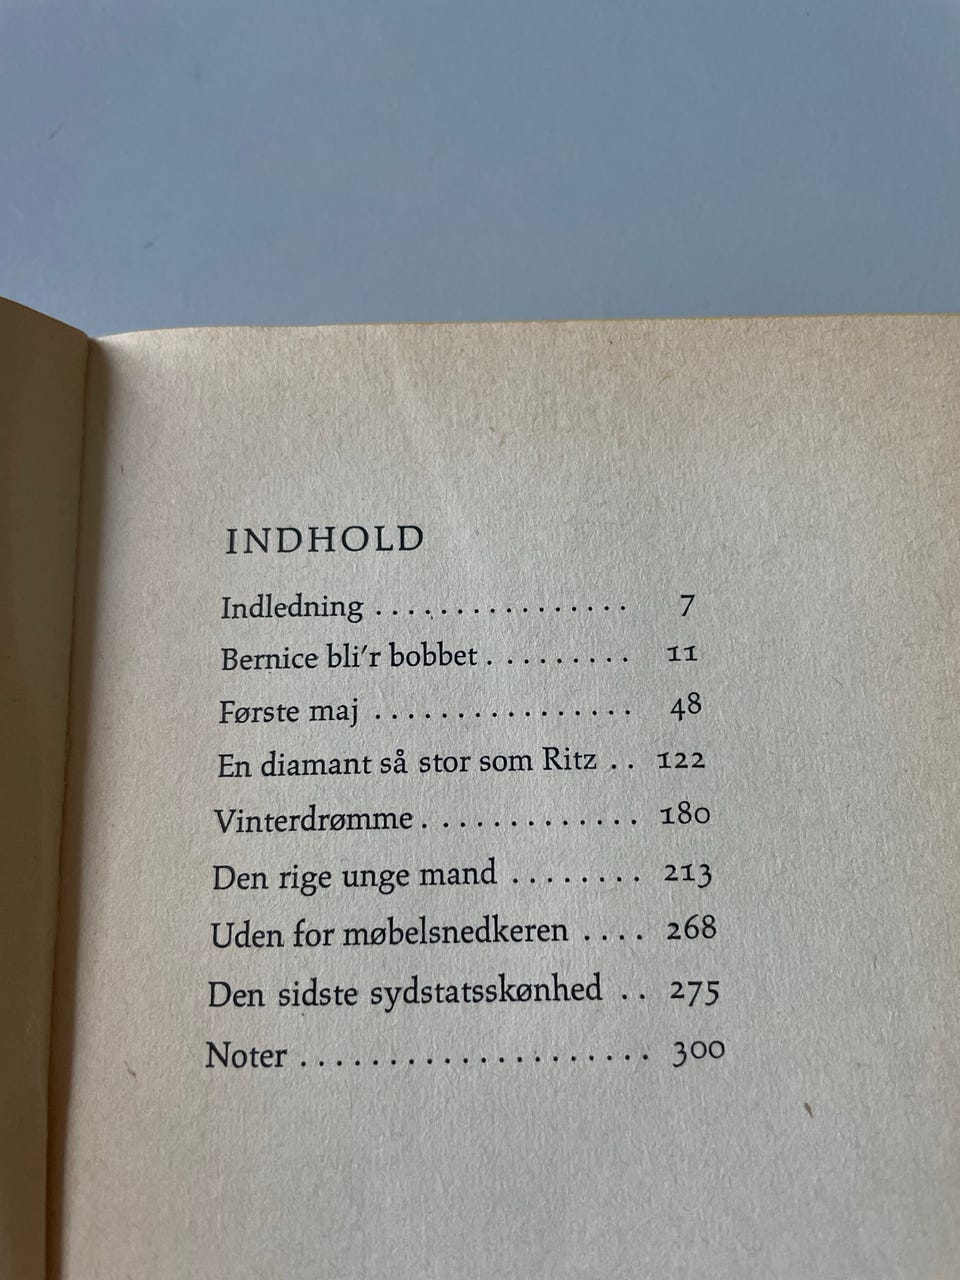 INDHOLD
Indledning ................ 7
Bernice bli'r bobbet ......... 11
Første maj ................ 48
En diamant så stor som Ritz .. 122
Vinterdrømme ............. 180
Den rige unge mand ........ 213
Uden for møbelsnedkeren .... 268
Den sidste sydstatsskønhed .. 275
Noter .................... 300